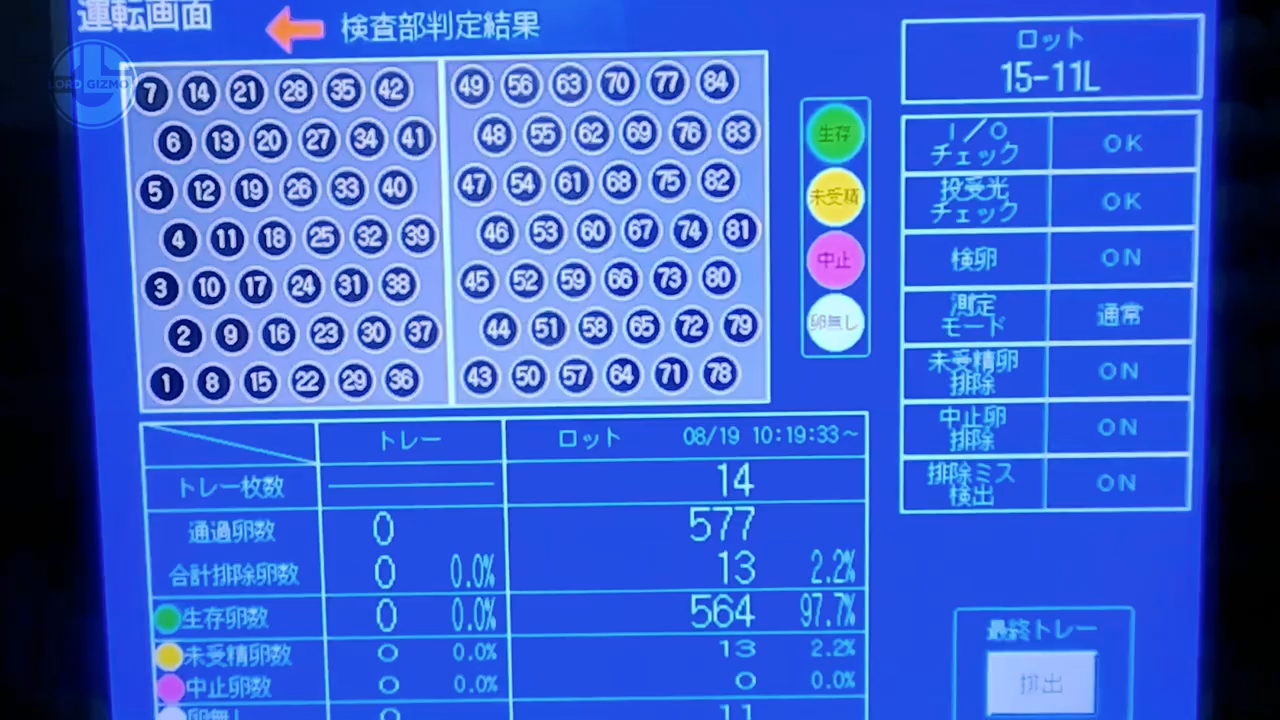 運転画面
検査部判定結果
LORD GIZMO
7 14 21 28 35 42 49 56 63 70 77 84
6 13 20 27 34 41 48 55 62 69 76 83
5 12 19 26 33 40 47 54 61 68 75 82
4 11 18 25 32 39 46 53 60 67 74 81
3 10 17 24 31 38 45 52 59 66 73 80
2 9 16 23 30 37 44 51 58 65 72 79
1 8 15 22 29 36 43 50 57 64 71 78
生存
未受精
中止
卵無し
ロット
15-11L
I/O
チェック OK
投受光
チェック OK
検卵 ON
測定
モード 通常
未受精卵
排除 ON
中止卵
排除 ON
排除ミス
検出 ON
トレー ロット 08/19 10:19:33~
トレー枚数 14
通過卵数 0 577
合計排除卵数 0 0.0% 13 2.2%
生存卵数 0 0.0% 564 97.7%
未受精卵数 0 0.0% 13 2.2%
中止卵数 0 0.0% 0 0.0%
卵無し 0 11
最終トレー
排出